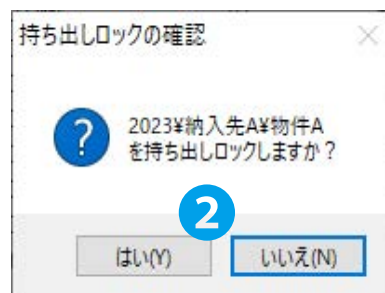 持ち出しロックの確認
?
2023¥納入先A¥物件A
を持ち出しロックしますか?
2
はい(Y)
いいえ(N)